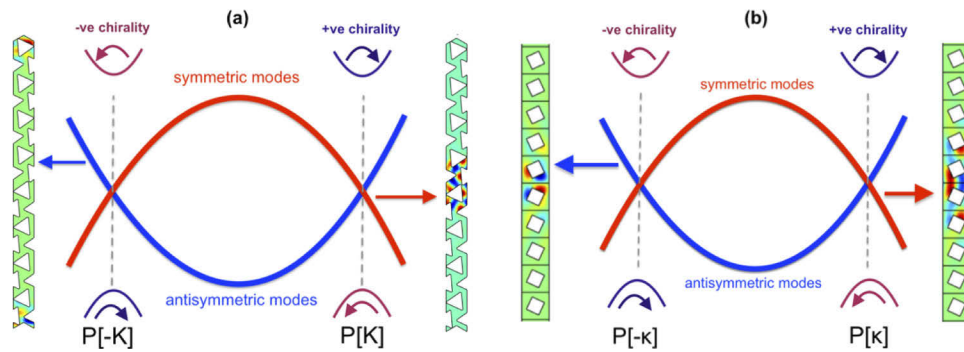 (a)
-ve chirality
+ve chirality
symmetric modes
antisymmetric modes
P[-K]
P[K]
(b)
-ve chirality
+ve chirality
symmetric modes
antisymmetric modes
P[-κ]
P[κ]